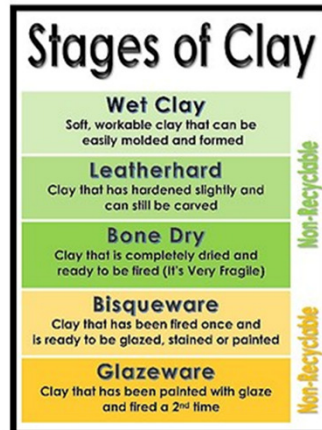 Stages of Clay
Wet Clay
Soft, workable clay that can be
easily molded and formed
Leatherhard
Clay that has hardened slightly and
can still be carved
Bone Dry
Clay that is completely dried and
ready to be fired (It's Very Fragile)
Bisqueware
Clay that has been fired once and
is ready to be glazed, stained or painted
Glazeware
Clay that has been painted with glaze
and fired a 2nd time
Non-Recyclable
Non-Recyclable